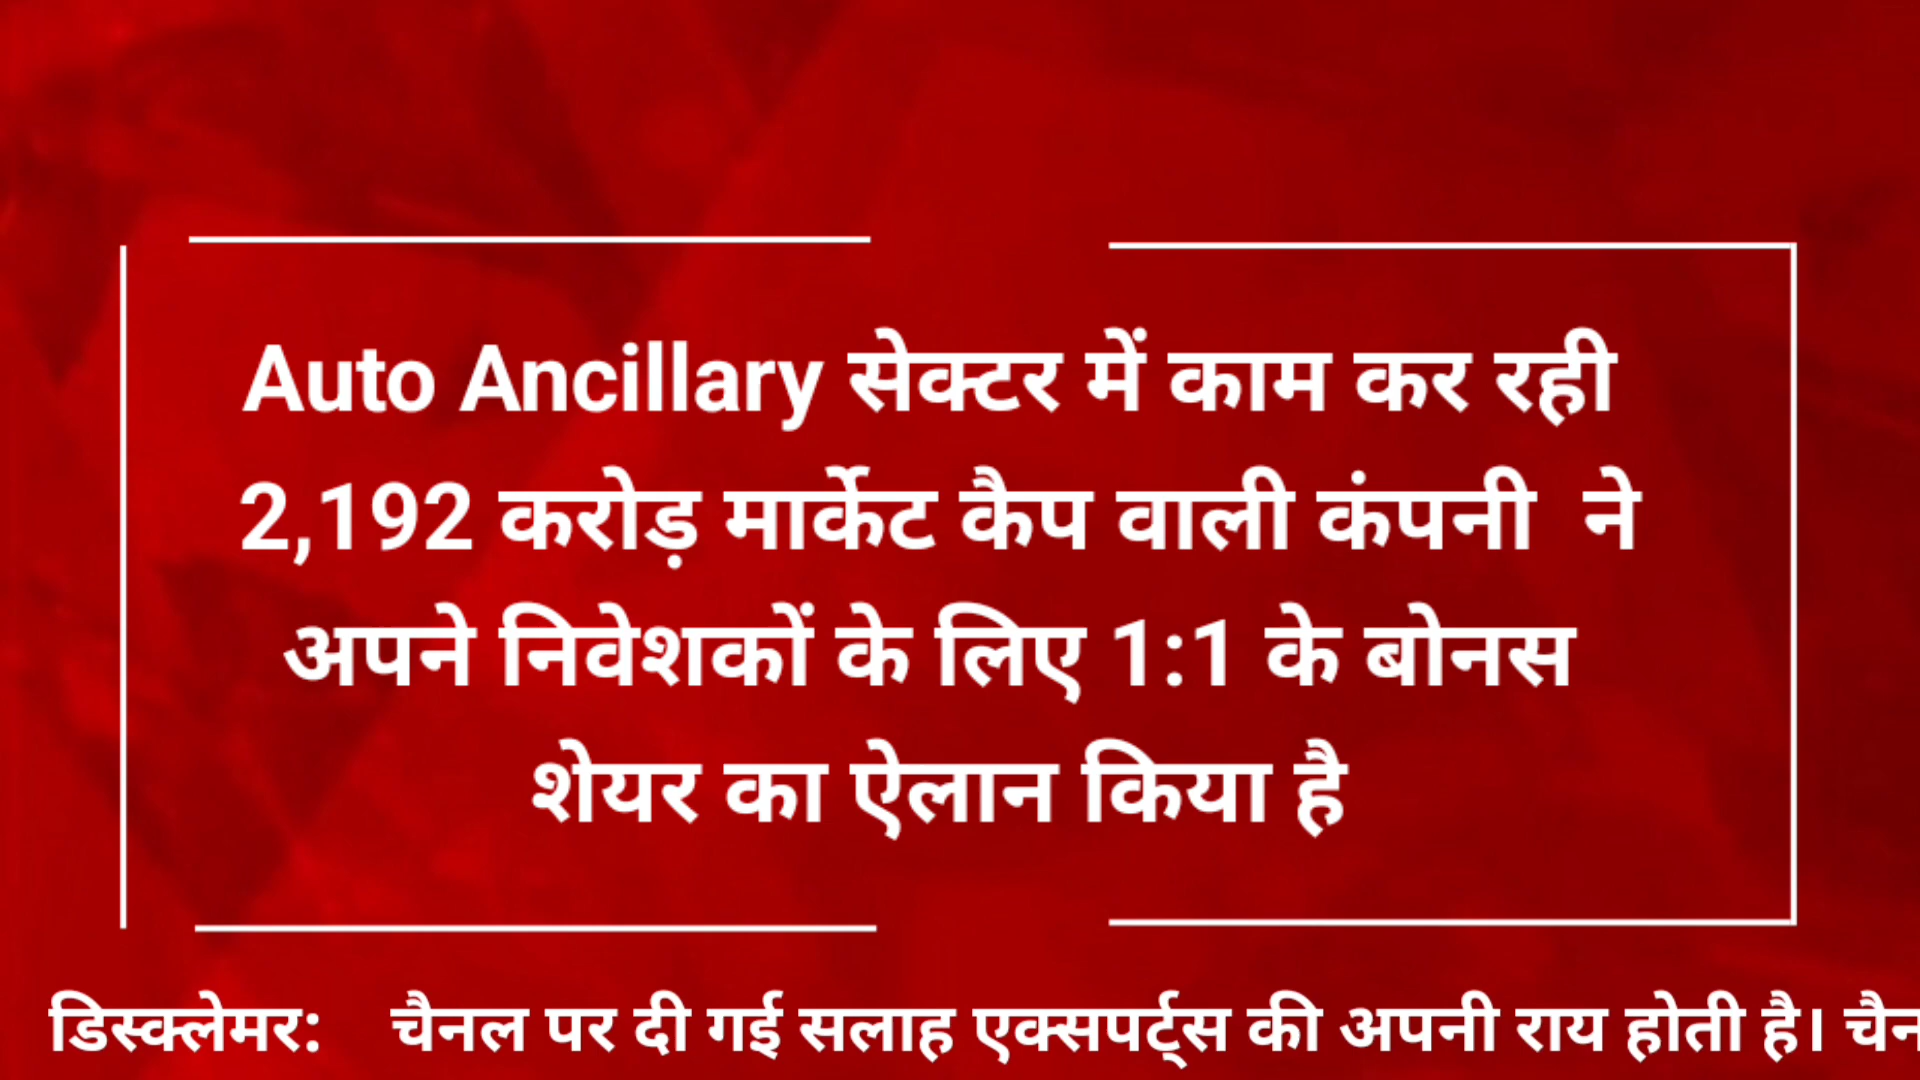 Auto Ancillary सेक्टर में काम कर रही
2,192 करोड़ मार्केट कैप वाली कंपनी ने
अपने निवेशकों के लिए 1:1 के बोनस
शेयर का ऐलान किया है
डिस्क्लेमर: चैनल पर दी गई सलाह एक्सपर्ट्स की अपनी राय होती है।